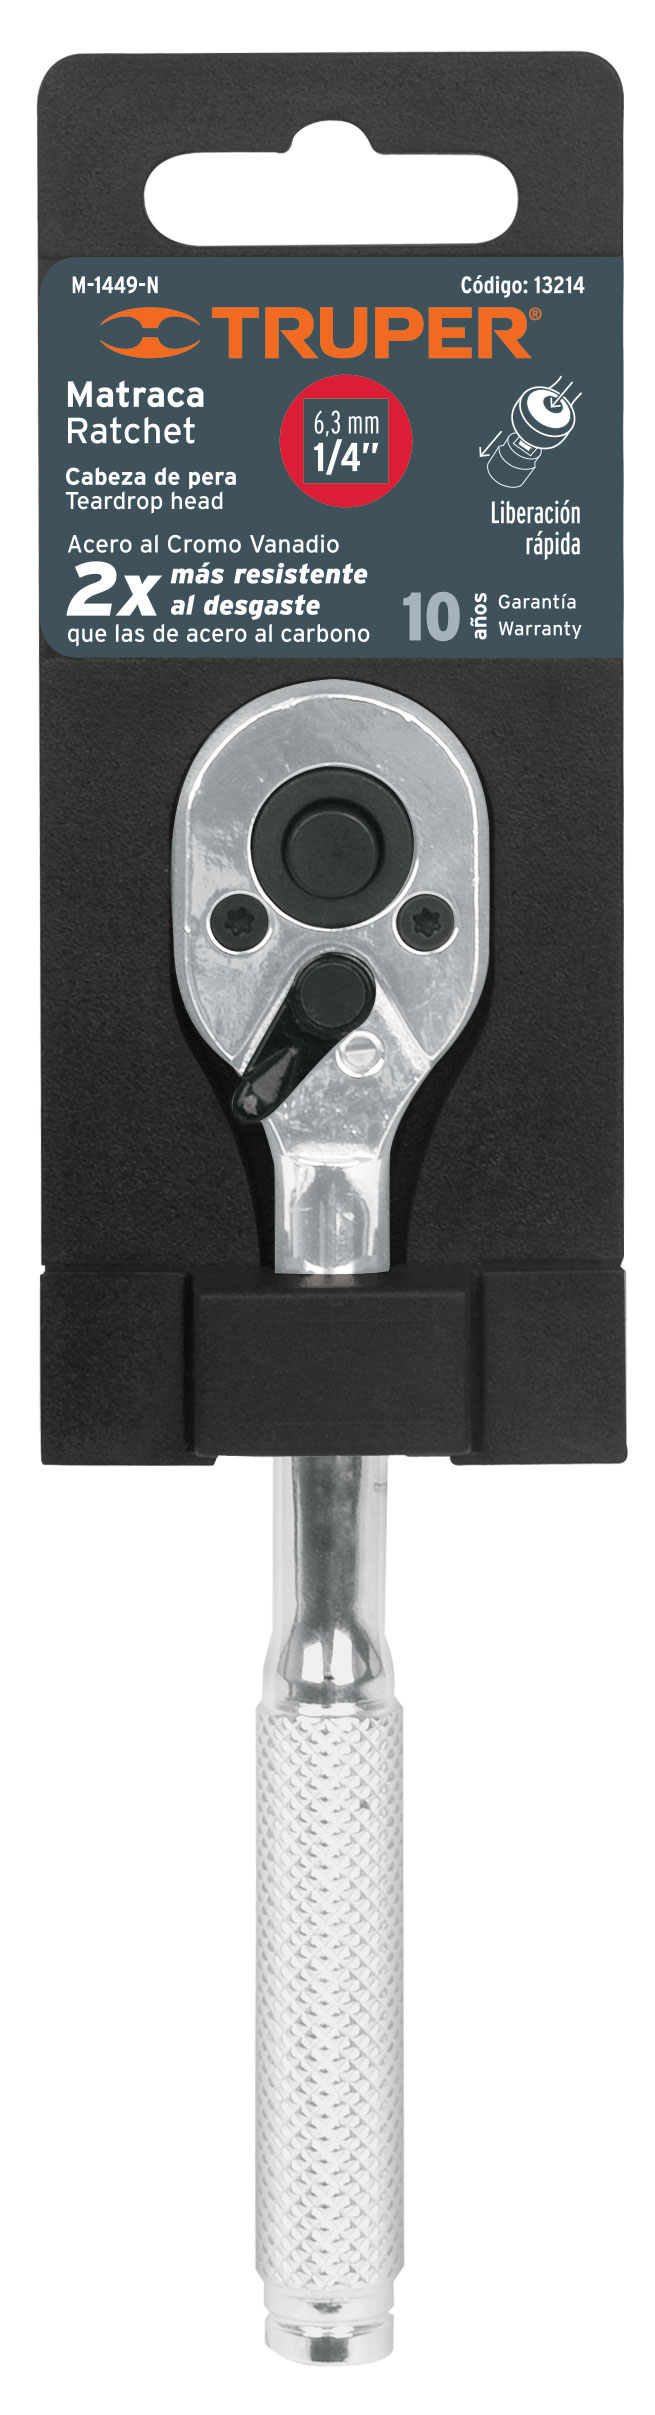 M-1449-N
Código: 13214
TRUPER®
Matraca
Ratchet
6,3 mm
1/4"
Cabeza de pera
Teardrop head
Liberación
rápida
Acero al Cromo Vanadio
2x más resistente
al desgaste
que las de acero al carbono
10 años
Garantía
Warranty